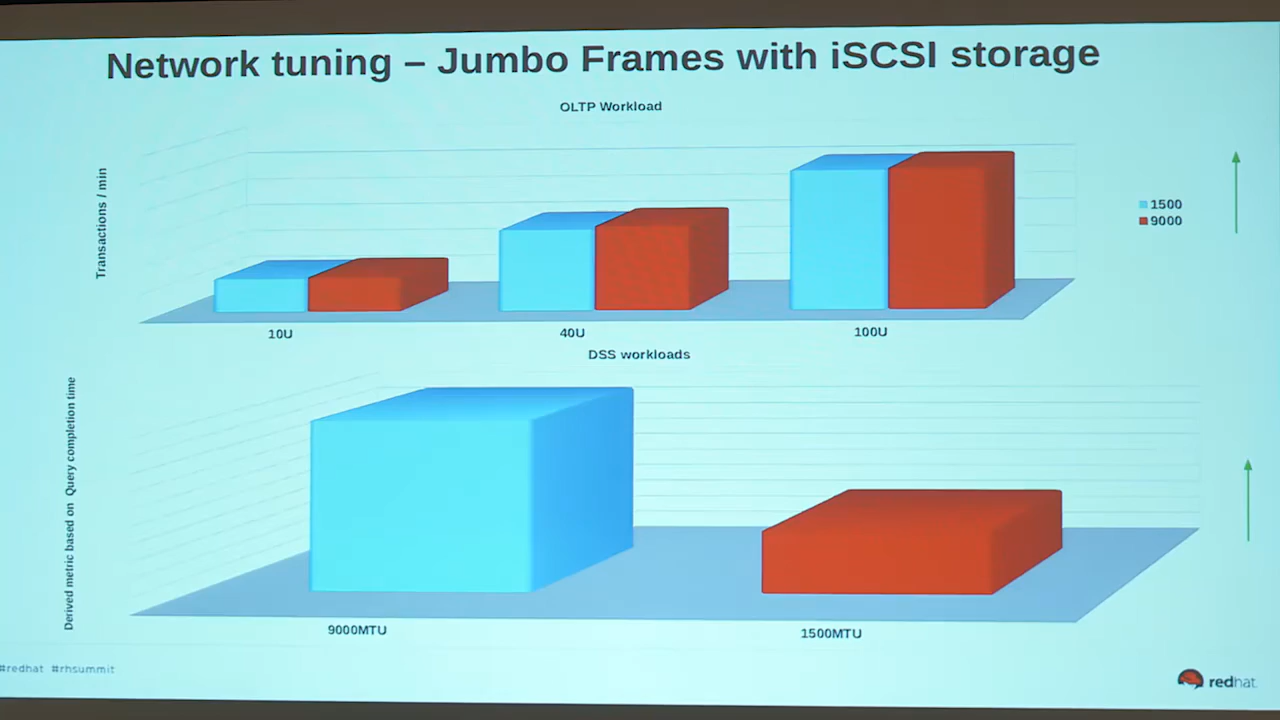 Network tuning – Jumbo Frames with iSCSI storage
OLTP Workload
Transactions / min
1500
9000
10U
40U
100U
DSS workloads
Derived metric based on Query completion time
9000MTU
1500MTU
#redhat #rhsummit
redhat